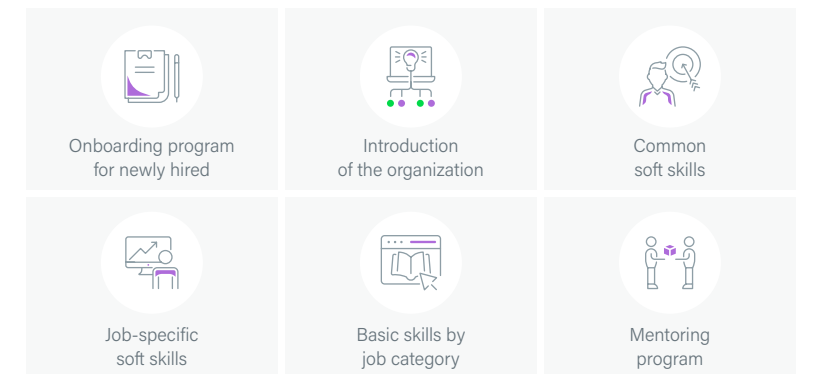 Onboarding program
for newly hired
Introduction
of the organization
Common
soft skills
Job-specific
soft skills
Basic skills by
job category
Mentoring
program